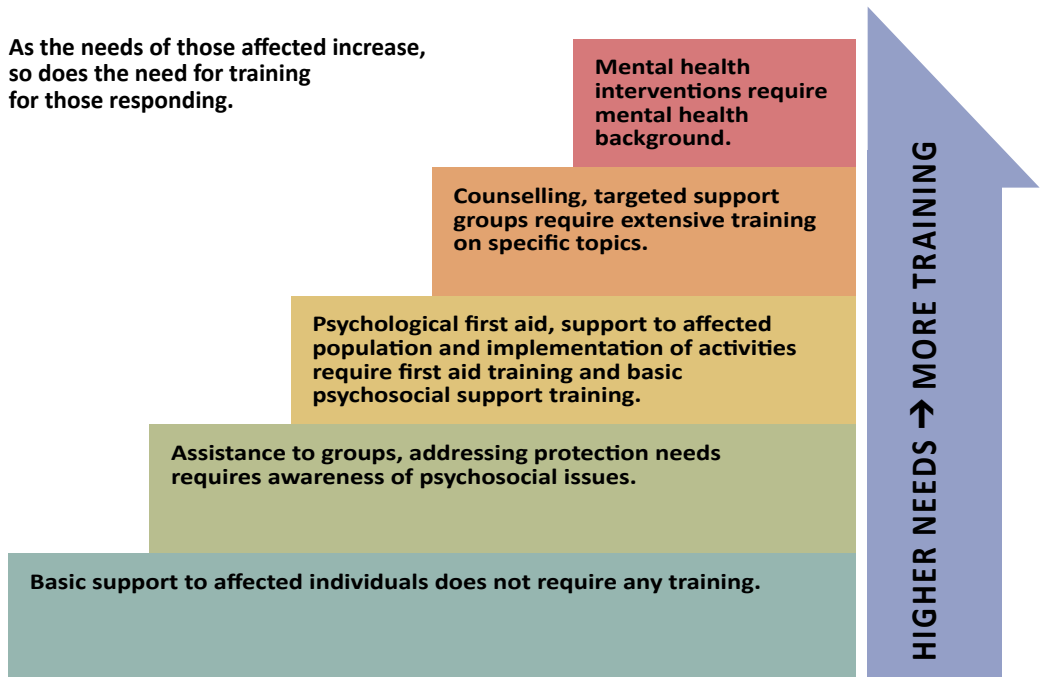 As the needs of those affected increase,
so does the need for training
for those responding.
Mental health
interventions require
mental health
background.
Counselling, targeted support
groups require extensive training
on specific topics.
Psychological first aid, support to affected
population and implementation of activities
require first aid training and basic
psychosocial support training.
Assistance to groups, addressing protection needs
requires awareness of psychosocial issues.
Basic support to affected individuals does not require any training.
HIGHER NEEDS → MORE TRAINING